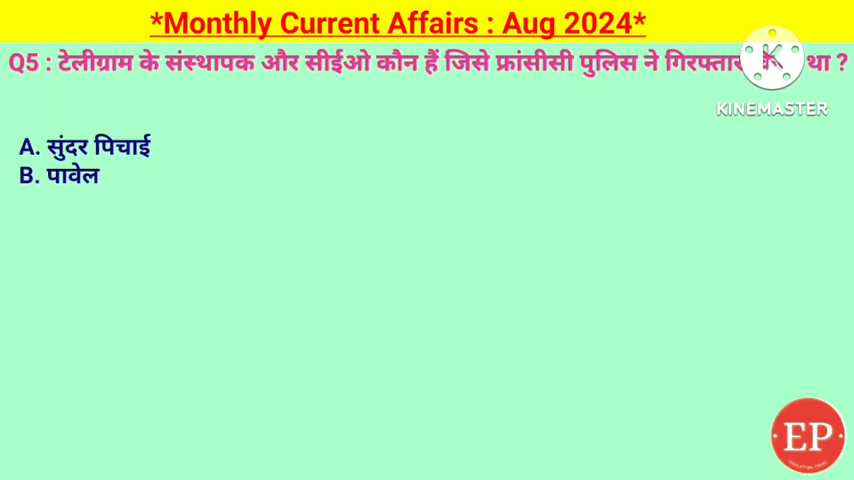 *Monthly Current Affairs : Aug 2024*
Q5 : टेलीग्राम के संस्थापक और सीईओ कौन हैं जिसे फ्रांसीसी पुलिस ने गिरफ्तार था ?
KINEMASTER
A. सुंदर पिचाई
B. पावेल
EP